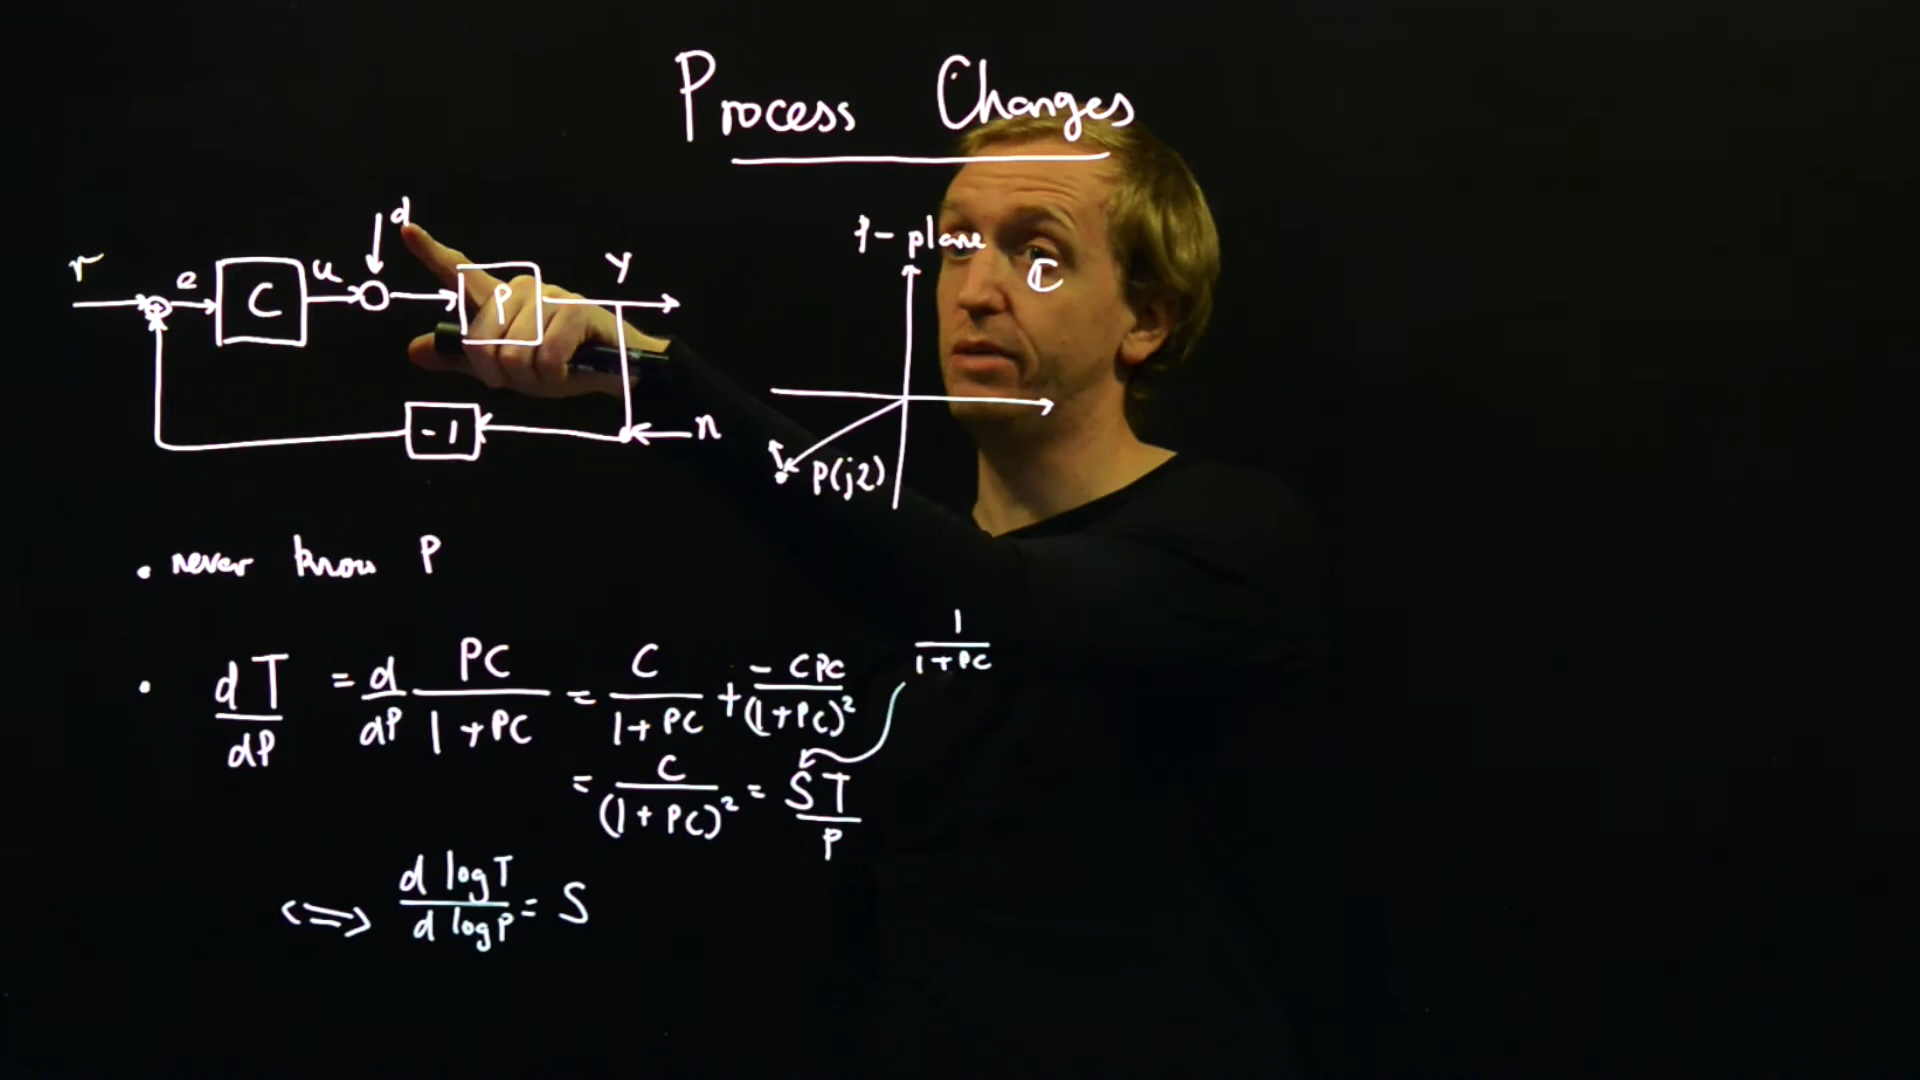 Process Changes
r e C u d P y
-1 n
P-plane
C
P(j2)
• never know P
• dT/dP = d/dP PC/(1+PC) = C/(1+PC) + -CPC/(1+PC)²
1/(1+PC)
= C/(1+PC)² = ST/P
<=> d log T/d log P = S